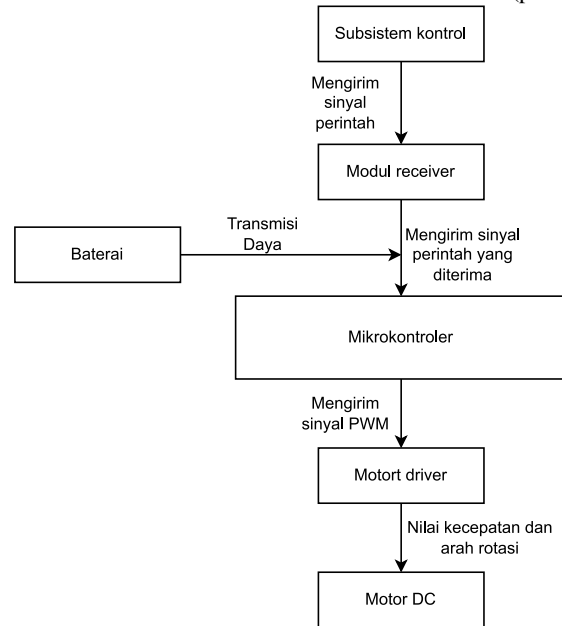 (p
Subsistem kontrol
Mengirim
sinyal
perintah
Modul receiver
Transmisi
Daya
Baterai
Mengirim sinyal
perintah yang
diterima
Mikrokontroler
Mengirim
sinyal PWM
Motort driver
Nilai kecepatan dan
arah rotasi
Motor DC